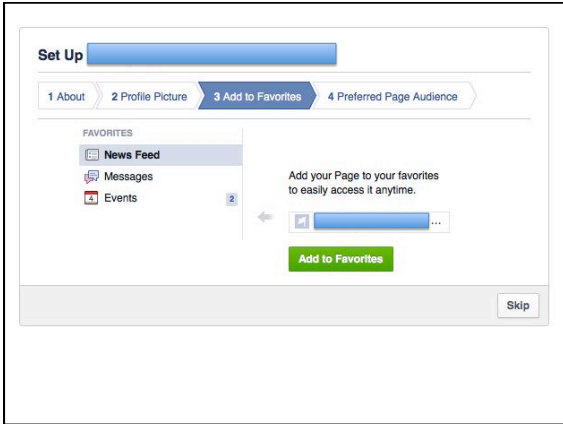 Set Up
1 About 2 Profile Picture 3 Add to Favorites 4 Preferred Page Audience
FAVORITES
News Feed
Messages
4 Events 2
Add your Page to your favorites
to easily access it anytime.
...
Add to Favorites
Skip